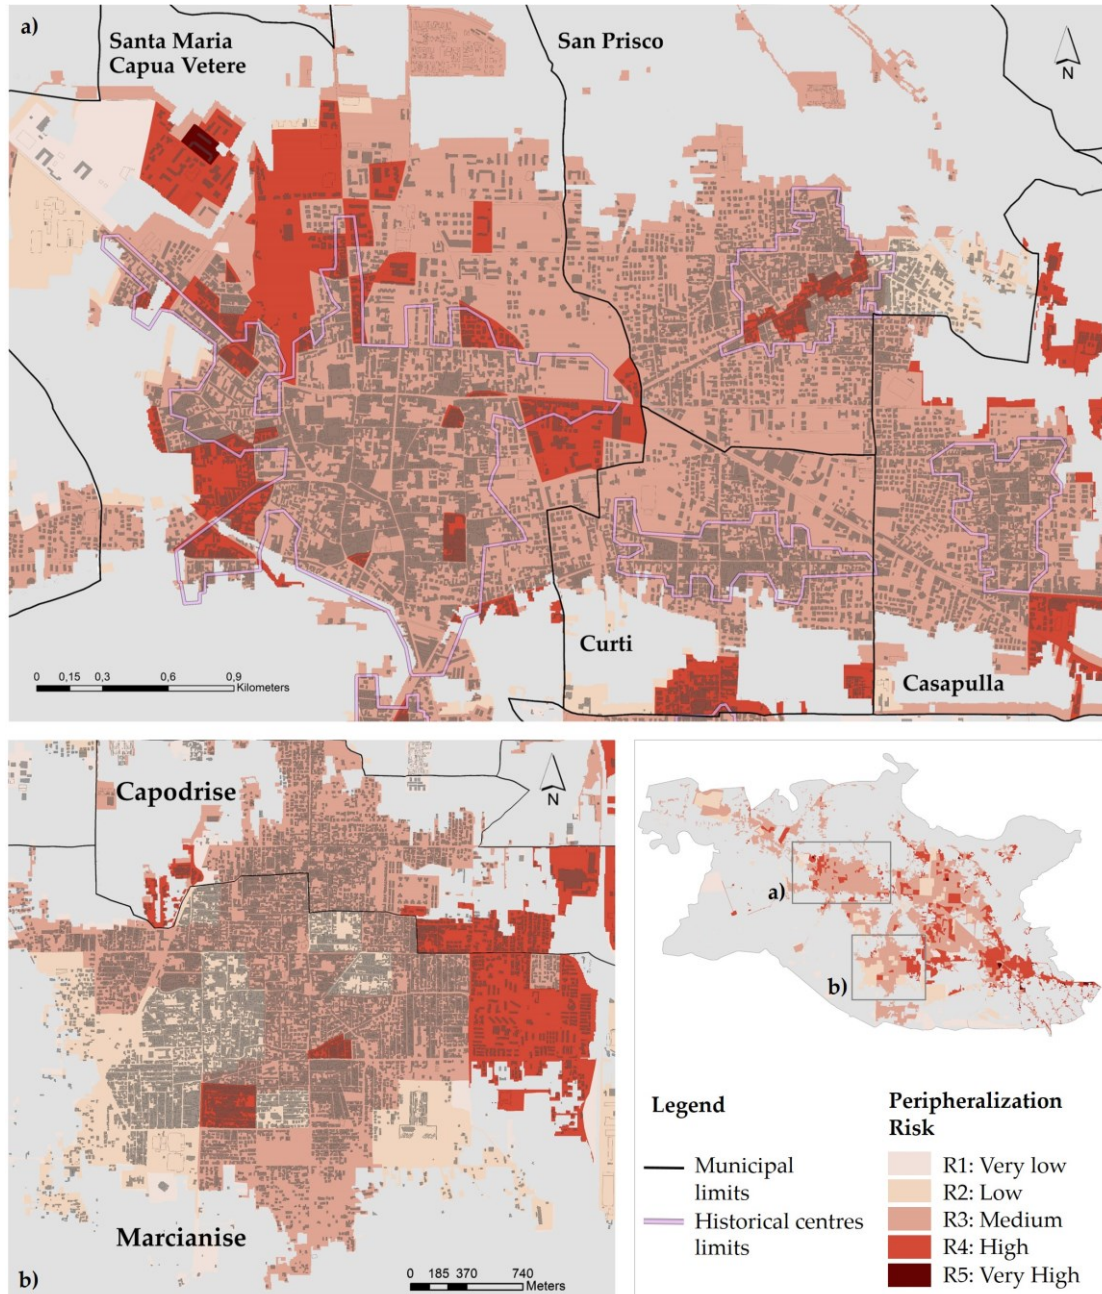 a)
Santa Maria
Capua Vetere
San Prisco
N
Curti
Casapulla
0 0,15 0,3 0,6 0,9
Kilometers
Capodrise
N
Marcianise
b)
0 185 370 740
Meters
a)
b)
Legend
Municipal
limits
Historical centres
limits
Peripheralization
Risk
R1: Very low
R2: Low
R3: Medium
R4: High
R5: Very High